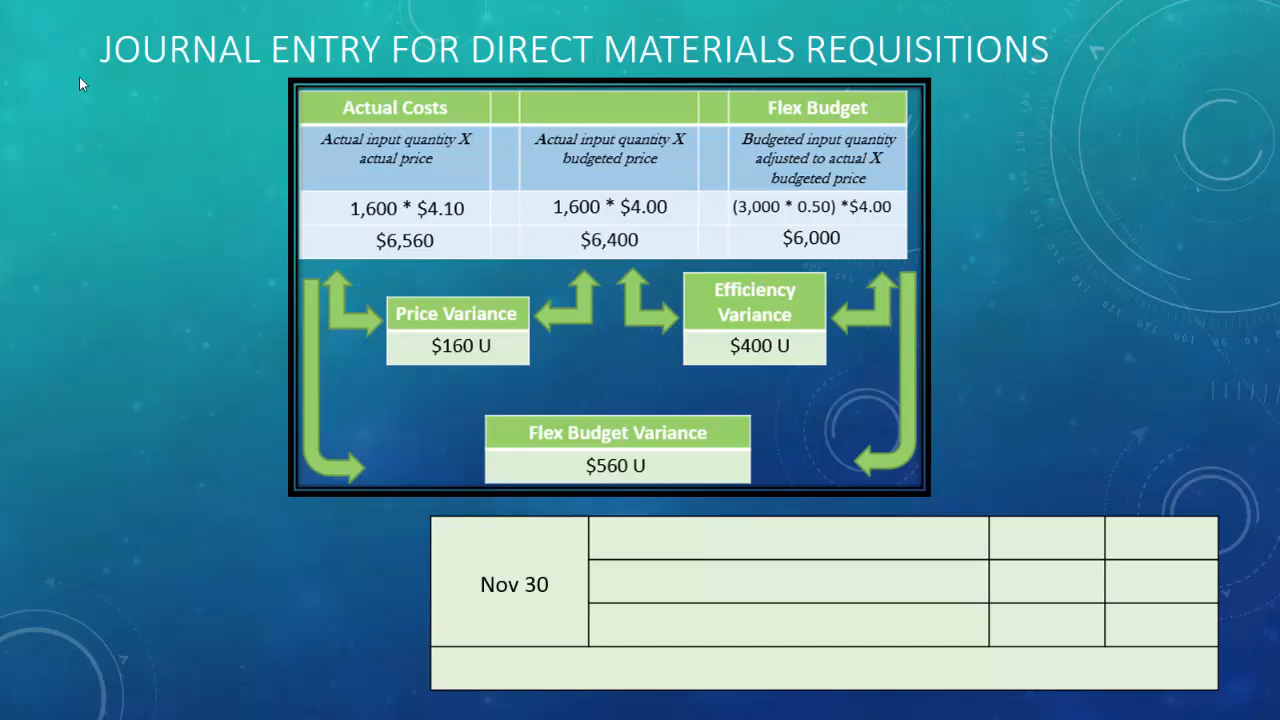 JOURNAL ENTRY FOR DIRECT MATERIALS REQUISITIONS
Actual Costs
Flex Budget
Actual input quantity X
actual price
Actual input quantity X
budgeted price
Budgeted input quantity
adjusted to actual X
budgeted price
1,600 * $4.10
1,600 * $4.00
(3,000 * 0.50) *$4.00
$6,560
$6,400
$6,000
Price Variance
$160 U
Efficiency
Variance
$400 U
Flex Budget Variance
$560 U
Nov 30